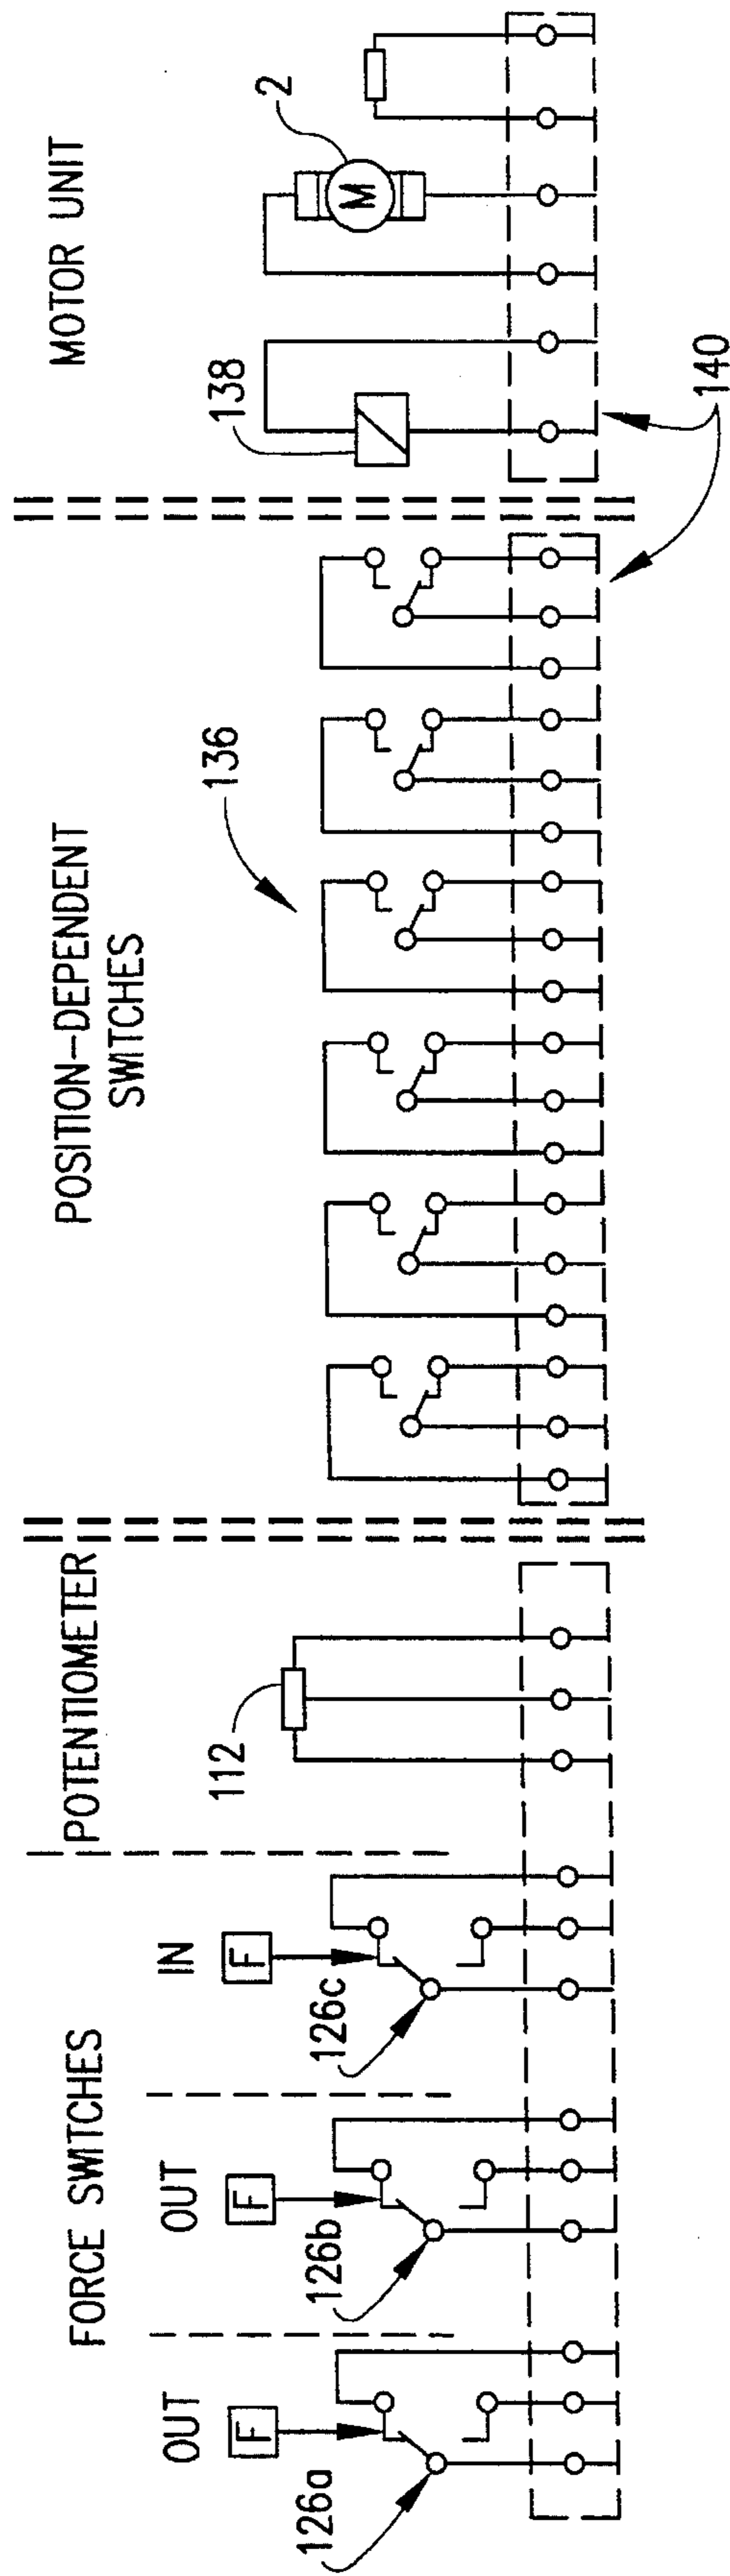 FORCE SWITCHES
OUT
F
126a
OUT
F
126b
IN
F
126c
POTENTIOMETER
112
POSITION-DEPENDENT
SWITCHES
136
MOTOR UNIT
138
M
2
140